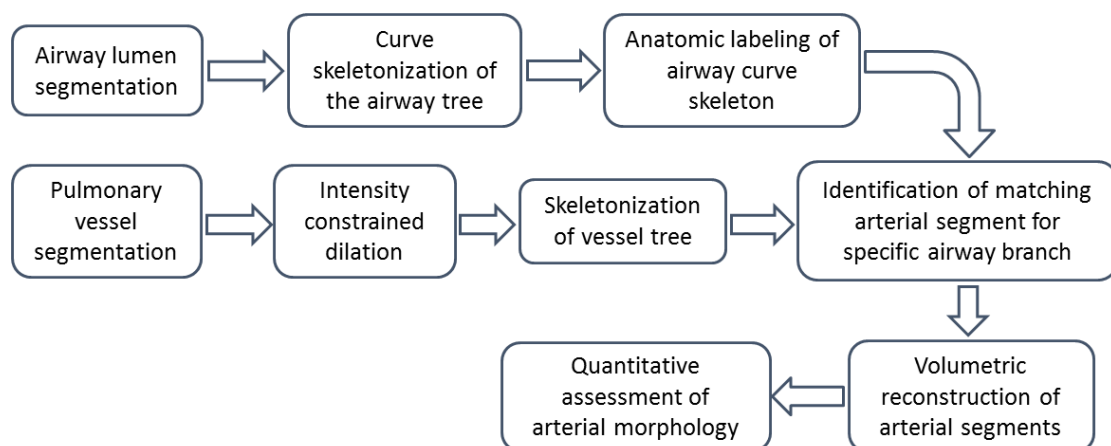 Airway lumen
segmentation
Curve
skeletonization of
the airway tree
Anatomic labeling of
airway curve
skeleton
Pulmonary
vessel
segmentation
Intensity
constrained
dilation
Skeletonization
of vessel tree
Identification of matching
arterial segment for
specific airway branch
Volumetric
reconstruction of
arterial segments
Quantitative
assessment of
arterial morphology